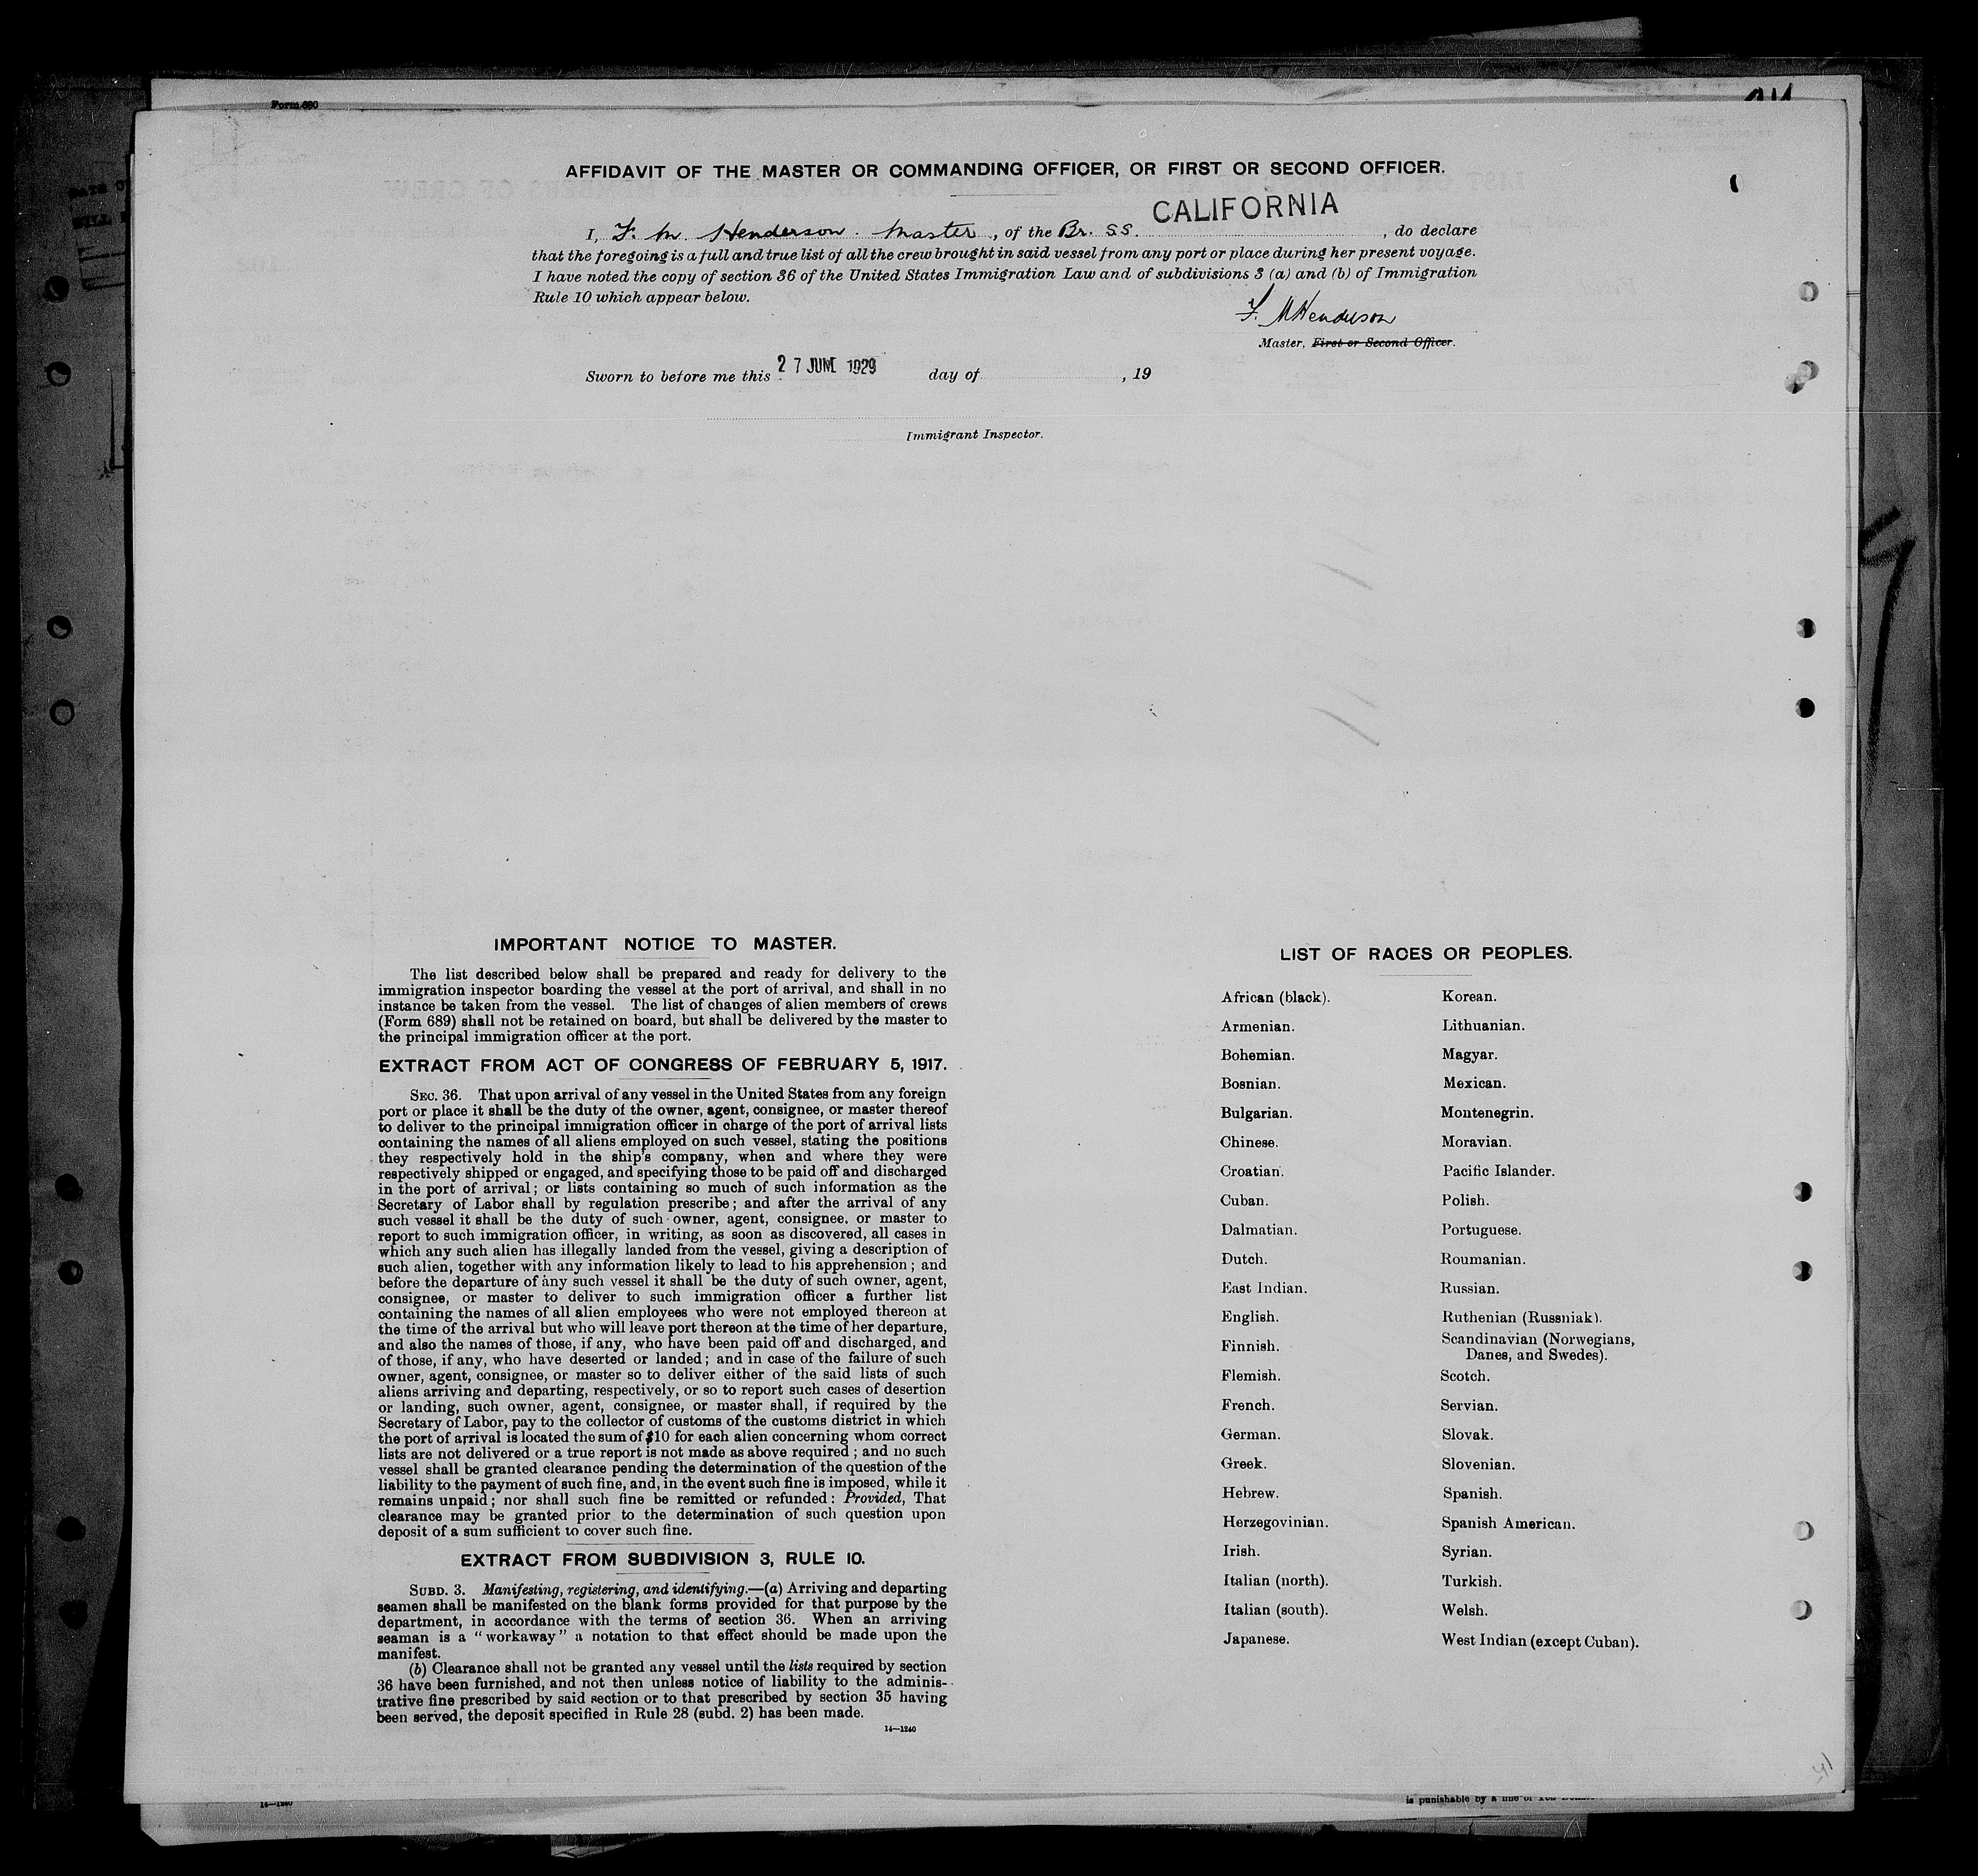 Form 690
AFFIDAVIT OF THE MASTER OR COMMANDING OFFICER, OR FIRST OR SECOND OFFICER.
CALIFORNIA
I, F. M. Henderson. Master, of the Br. S.S. , do declare
that the foregoing is a full and true list of all the crew brought in said vessel from any port or place during her present voyage.
I have noted the copy of section 36 of the United States Immigration Law and of subdivisions 3 (a) and (b) of Immigration
Rule 10 which appear below.
F. M Henderson
Master, First or Second Officer.
Sworn to before me this 27 JUNE 1929 day of , 19
Immigrant Inspector.
IMPORTANT NOTICE TO MASTER.
The list described below shall be prepared and ready for delivery to the
immigration inspector boarding the vessel at the port of arrival, and shall in no
instance be taken from the vessel. The list of changes of alien members of crews
(Form 689) shall not be retained on board, but shall be delivered by the master to
the principal immigration officer at the port.
EXTRACT FROM ACT OF CONGRESS OF FEBRUARY 5, 1917.
SEC. 36. That upon arrival of any vessel in the United States from any foreign
port or place it shall be the duty of the owner, agent, consignee, or master thereof
to deliver to the principal immigration officer in charge of the port of arrival lists
containing the names of all aliens employed on such vessel, stating the positions
they respectively hold in the ship's company, when and where they were
respectively shipped or engaged, and specifying those to be paid off and discharged
in the port of arrival; or lists containing so much of such information as the
Secretary of Labor shall by regulation prescribe; and after the arrival of any
such vessel it shall be the duty of such owner, agent, consignee. or master to
report to such immigration officer, in writing, as soon as discovered, all cases in
which any such alien has illegally landed from the vessel, giving a description of
such alien, together with any information likely to lead to his apprehension; and
before the departure of any such vessel it shall be the duty of such owner, agent,
consignee, or master to deliver to such immigration officer a further list
containing the names of all alien employees who were not employed thereon at
the time of the arrival but who will leave port thereon at the time of her departure,
and also the names of those, if any, who have been paid off and discharged, and
of those, if any, who have deserted or landed; and in case of the failure of such
owner, agent, consignee, or master so to deliver either of the said lists of such
aliens arriving and departing, respectively, or so to report such cases of desertion
or landing, such owner, agent, consignee, or master shall, if required by the
Secretary of Labor, pay to the collector of customs of the customs district in which
the port of arrival is located the sum of $10 for each alien concerning whom correct
lists are not delivered or a true report is not made as above required; and no such
vessel shall be granted clearance pending the determination of the question of the
liability to the payment of such fine, and, in the event such fine is imposed, while it
remains unpaid; nor shall such fine be remitted or refunded: Provided, That
clearance may be granted prior to the determination of such question upon
deposit of a sum sufficient to cover such fine.
EXTRACT FROM SUBDIVISION 3, RULE 10.
SUBD. 3. Manifesting, registering, and identifying.—(a) Arriving and departing
seamen shall be manifested on the blank forms provided for that purpose by the
department, in accordance with the terms of section 36. When an arriving
seaman is a "workaway" a notation to that effect should be made upon the
manifest.
(b) Clearance shall not be granted any vessel until the lists required by section
36 have been furnished, and not then unless notice of liability to the adminis-
trative fine prescribed by said section or to that prescribed by section 35 having
been served, the deposit specified in Rule 28 (subd. 2) has been made.
14—1240
LIST OF RACES OR PEOPLES.
African (black).
Armenian.
Bohemian.
Bosnian.
Bulgarian.
Chinese.
Croatian.
Cuban.
Dalmatian.
Dutch.
East Indian.
English.
Finnish.
Flemish.
French.
German.
Greek.
Hebrew.
Herzegovinian.
Irish.
Italian (north).
Italian (south).
Japanese.
Korean.
Lithuanian.
Magyar.
Mexican.
Montenegrin.
Moravian.
Pacific Islander.
Polish.
Portuguese.
Roumanian.
Russian.
Ruthenian (Russniak).
Scandinavian (Norwegians,
Danes, and Swedes).
Scotch.
Servian.
Slovak.
Slovenian.
Spanish.
Spanish American.
Syrian.
Turkish.
Welsh.
West Indian (except Cuban).
14—1240
is punishable by a fine of